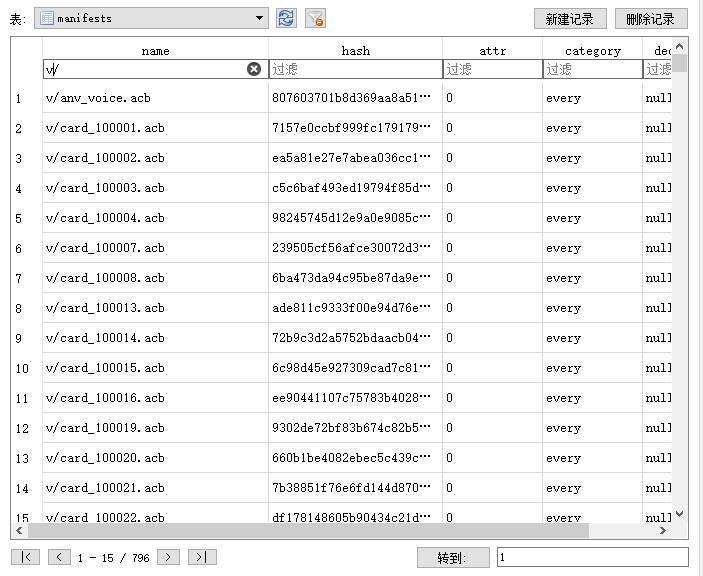 表: manifests 新建记录 删除记录
name hash attr category dec
v/ 过滤 过滤 过滤 过滤
1 v/anv_voice.acb 807603701b8d369aa8a51… 0 every null
2 v/card_100001.acb 7157e0ccbf999fc179179… 0 every null
3 v/card_100002.acb ea5a81e27e7abea036cc1… 0 every null
4 v/card_100003.acb c5c6baf493ed19794f85d… 0 every null
5 v/card_100004.acb 98245745d12e9a0e9085c… 0 every null
6 v/card_100007.acb 239505cf56afce30072d3… 0 every null
7 v/card_100008.acb 6ba473da94c95be87da9e… 0 every null
8 v/card_100013.acb ade811c9333f00e94d76e… 0 every null
9 v/card_100014.acb 72b9c3d2a5752bdaacb04… 0 every null
10 v/card_100015.acb 6c98d45e927309cad7c81… 0 every null
11 v/card_100016.acb ee90441107c75783b4028… 0 every null
12 v/card_100019.acb 9302de72bf83b674c82b5… 0 every null
13 v/card_100020.acb 660b1be4082ebec5c439c… 0 every null
14 v/card_100021.acb 7b38851f76e6fd144d870… 0 every null
15 v/card_100022.acb df178148605b90434c21d… 0 every null
1 - 15 / 796 转到: 1